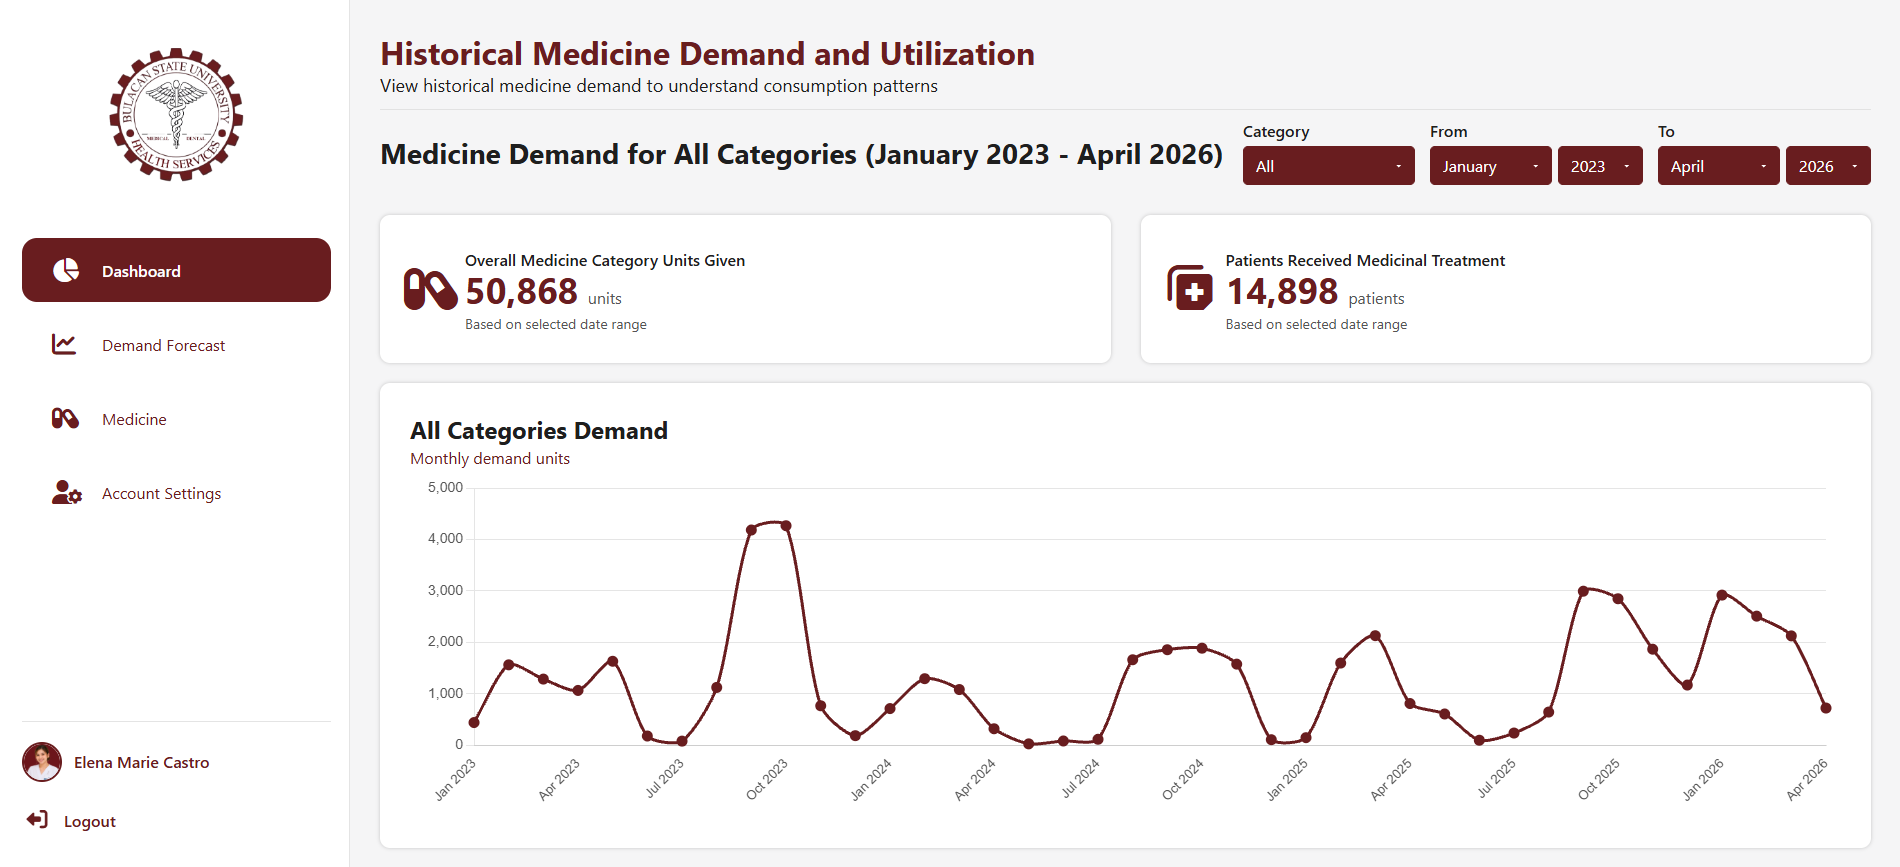 BULACAN STATE UNIVERSITY
MEDICAL DENTAL
HEALTH SERVICES
Dashboard
Demand Forecast
Medicine
Account Settings
Elena Marie Castro
Logout
Historical Medicine Demand and Utilization
View historical medicine demand to understand consumption patterns
Medicine Demand for All Categories (January 2023 - April 2026)
Category
All
From
January 2023
To
April 2026
Overall Medicine Category Units Given
50,868 units
Based on selected date range
Patients Received Medicinal Treatment
14,898 patients
Based on selected date range
All Categories Demand
Monthly demand units
5,000
4,000
3,000
2,000
1,000
0
Jan 2023 Apr 2023 Jul 2023 Oct 2023 Jan 2024 Apr 2024 Jul 2024 Oct 2024 Jan 2025 Apr 2025 Jul 2025 Oct 2025 Jan 2026 Apr 2026